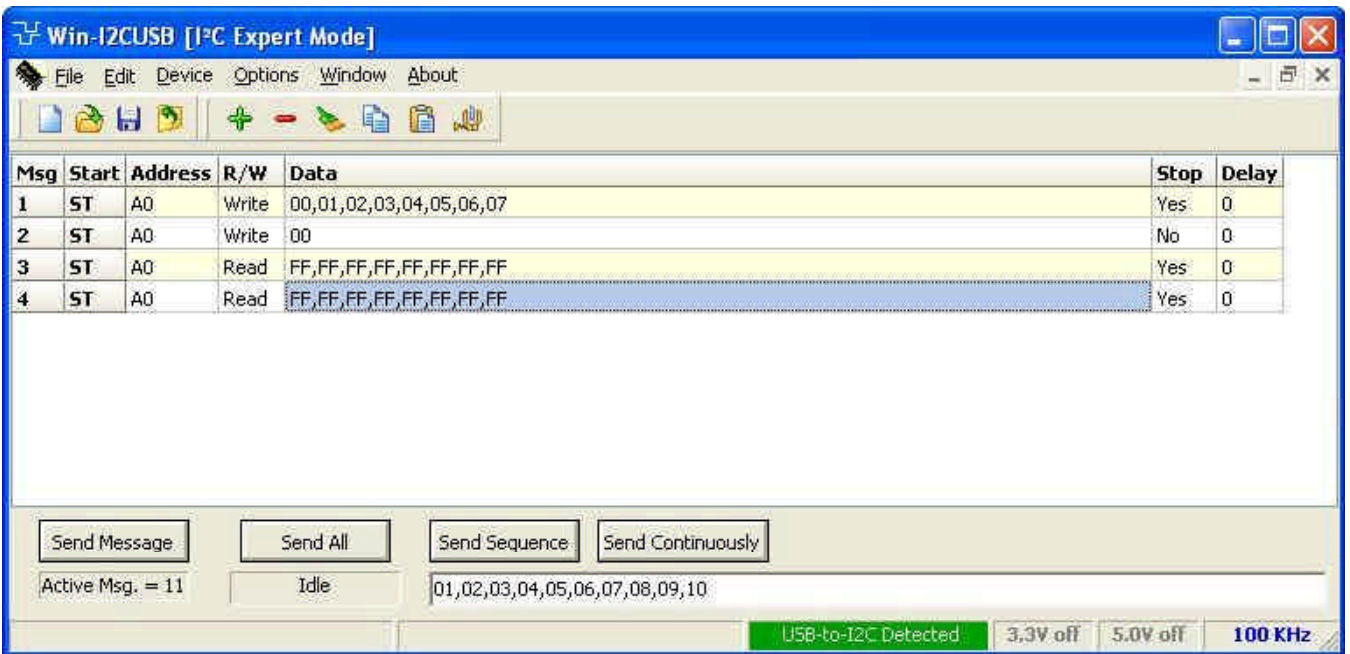 Win-I2CUSB [I²C Expert Mode]
File Edit Device Options Window About
Msg Start Address R/W Data Stop Delay
1 ST A0 Write 00,01,02,03,04,05,06,07 Yes 0
2 ST A0 Write 00 No 0
3 ST A0 Read FF,FF,FF,FF,FF,FF,FF,FF Yes 0
4 ST A0 Read FF,FF,FF,FF,FF,FF,FF,FF Yes 0
Send Message Send All Send Sequence Send Continuously
Active Msg. = 11 Idle 01,02,03,04,05,06,07,08,09,10
USB-to-I2C Detected 3.3V off 5.0V off 100 KHz